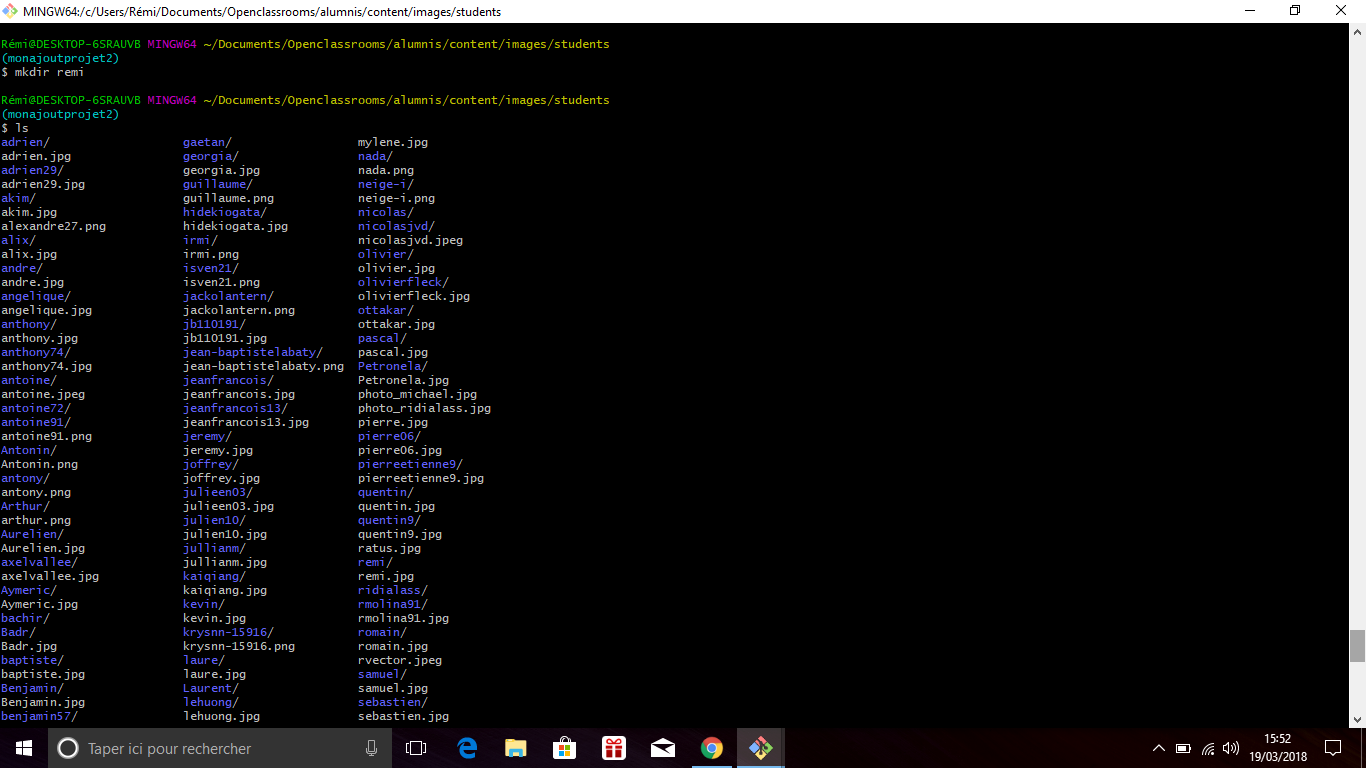 MINGW64:/c/Users/Rémi/Documents/Openclassrooms/alumnis/content/images/students
Rémi@DESKTOP-6SRAUVB MINGW64 ~/Documents/Openclassrooms/alumnis/content/images/students
(monajoutprojet2)
$ mkdir remi
Rémi@DESKTOP-6SRAUVB MINGW64 ~/Documents/Openclassrooms/alumnis/content/images/students
(monajoutprojet2)
$ ls
adrien/ gaetan/ mylene.jpg
adrien.jpg georgia/ nada/
adrien29/ georgia.jpg nada.png
adrien29.jpg guillaume/ neige-i/
akim/ guillaume.png neige-i.png
akim.jpg hidekiogata/ nicolas/
alexandre27.png hidekiogata.jpg nicolasjvd/
alix/ irmi/ nicolasjvd.jpeg
alix.jpg irmi.png olivier/
andre/ isven21/ olivier.jpg
andre.jpg isven21.png olivierfleck/
angelique/ jackolantern/ olivierfleck.jpg
angelique.jpg jackolantern.png ottakar/
anthony/ jb110191/ ottakar.jpg
anthony.jpg jb110191.jpg pascal/
anthony74/ jean-baptistelabaty/ pascal.jpg
anthony74.jpg jean-baptistelabaty.png Petronela/
antoine/ jeanfrancois/ Petronela.jpg
antoine.jpeg jeanfrancois.jpg photo_michael.jpg
antoine72/ jeanfrancois13/ photo_ridialass.jpg
antoine91/ jeanfrancois13.jpg pierre.jpg
antoine91.png jeremy/ pierre06/
Antonin/ jeremy.jpg pierre06.jpg
Antonin.png joffrey/ pierreetienne9/
antony/ joffrey.jpg pierreetienne9.jpg
antony.png julieen03/ quentin/
Arthur/ julieen03.jpg quentin.jpg
arthur.png julien10/ quentin9/
Aurelien/ julien10.jpg quentin9.jpg
Aurelien.jpg jullianm/ ratus.jpg
axelvallee/ jullianm.jpg remi/
axelvallee.jpg kaiqiang/ remi.jpg
Aymeric/ kaiqiang.jpg ridialass/
Aymeric.jpg kevin/ rmolina91/
bachir/ kevin.jpg rmolina91.jpg
Badr/ krysnn-15916/ romain/
Badr.jpg krysnn-15916.png romain.jpg
baptiste/ laure/ rvector.jpeg
baptiste.jpg laure.jpg samuel/
Benjamin/ Laurent/ samuel.jpg
Benjamin.jpg lehuong/ sebastien/
benjamin57/ lehuong.jpg sebastien.jpg
Taper ici pour rechercher
15:52
19/03/2018